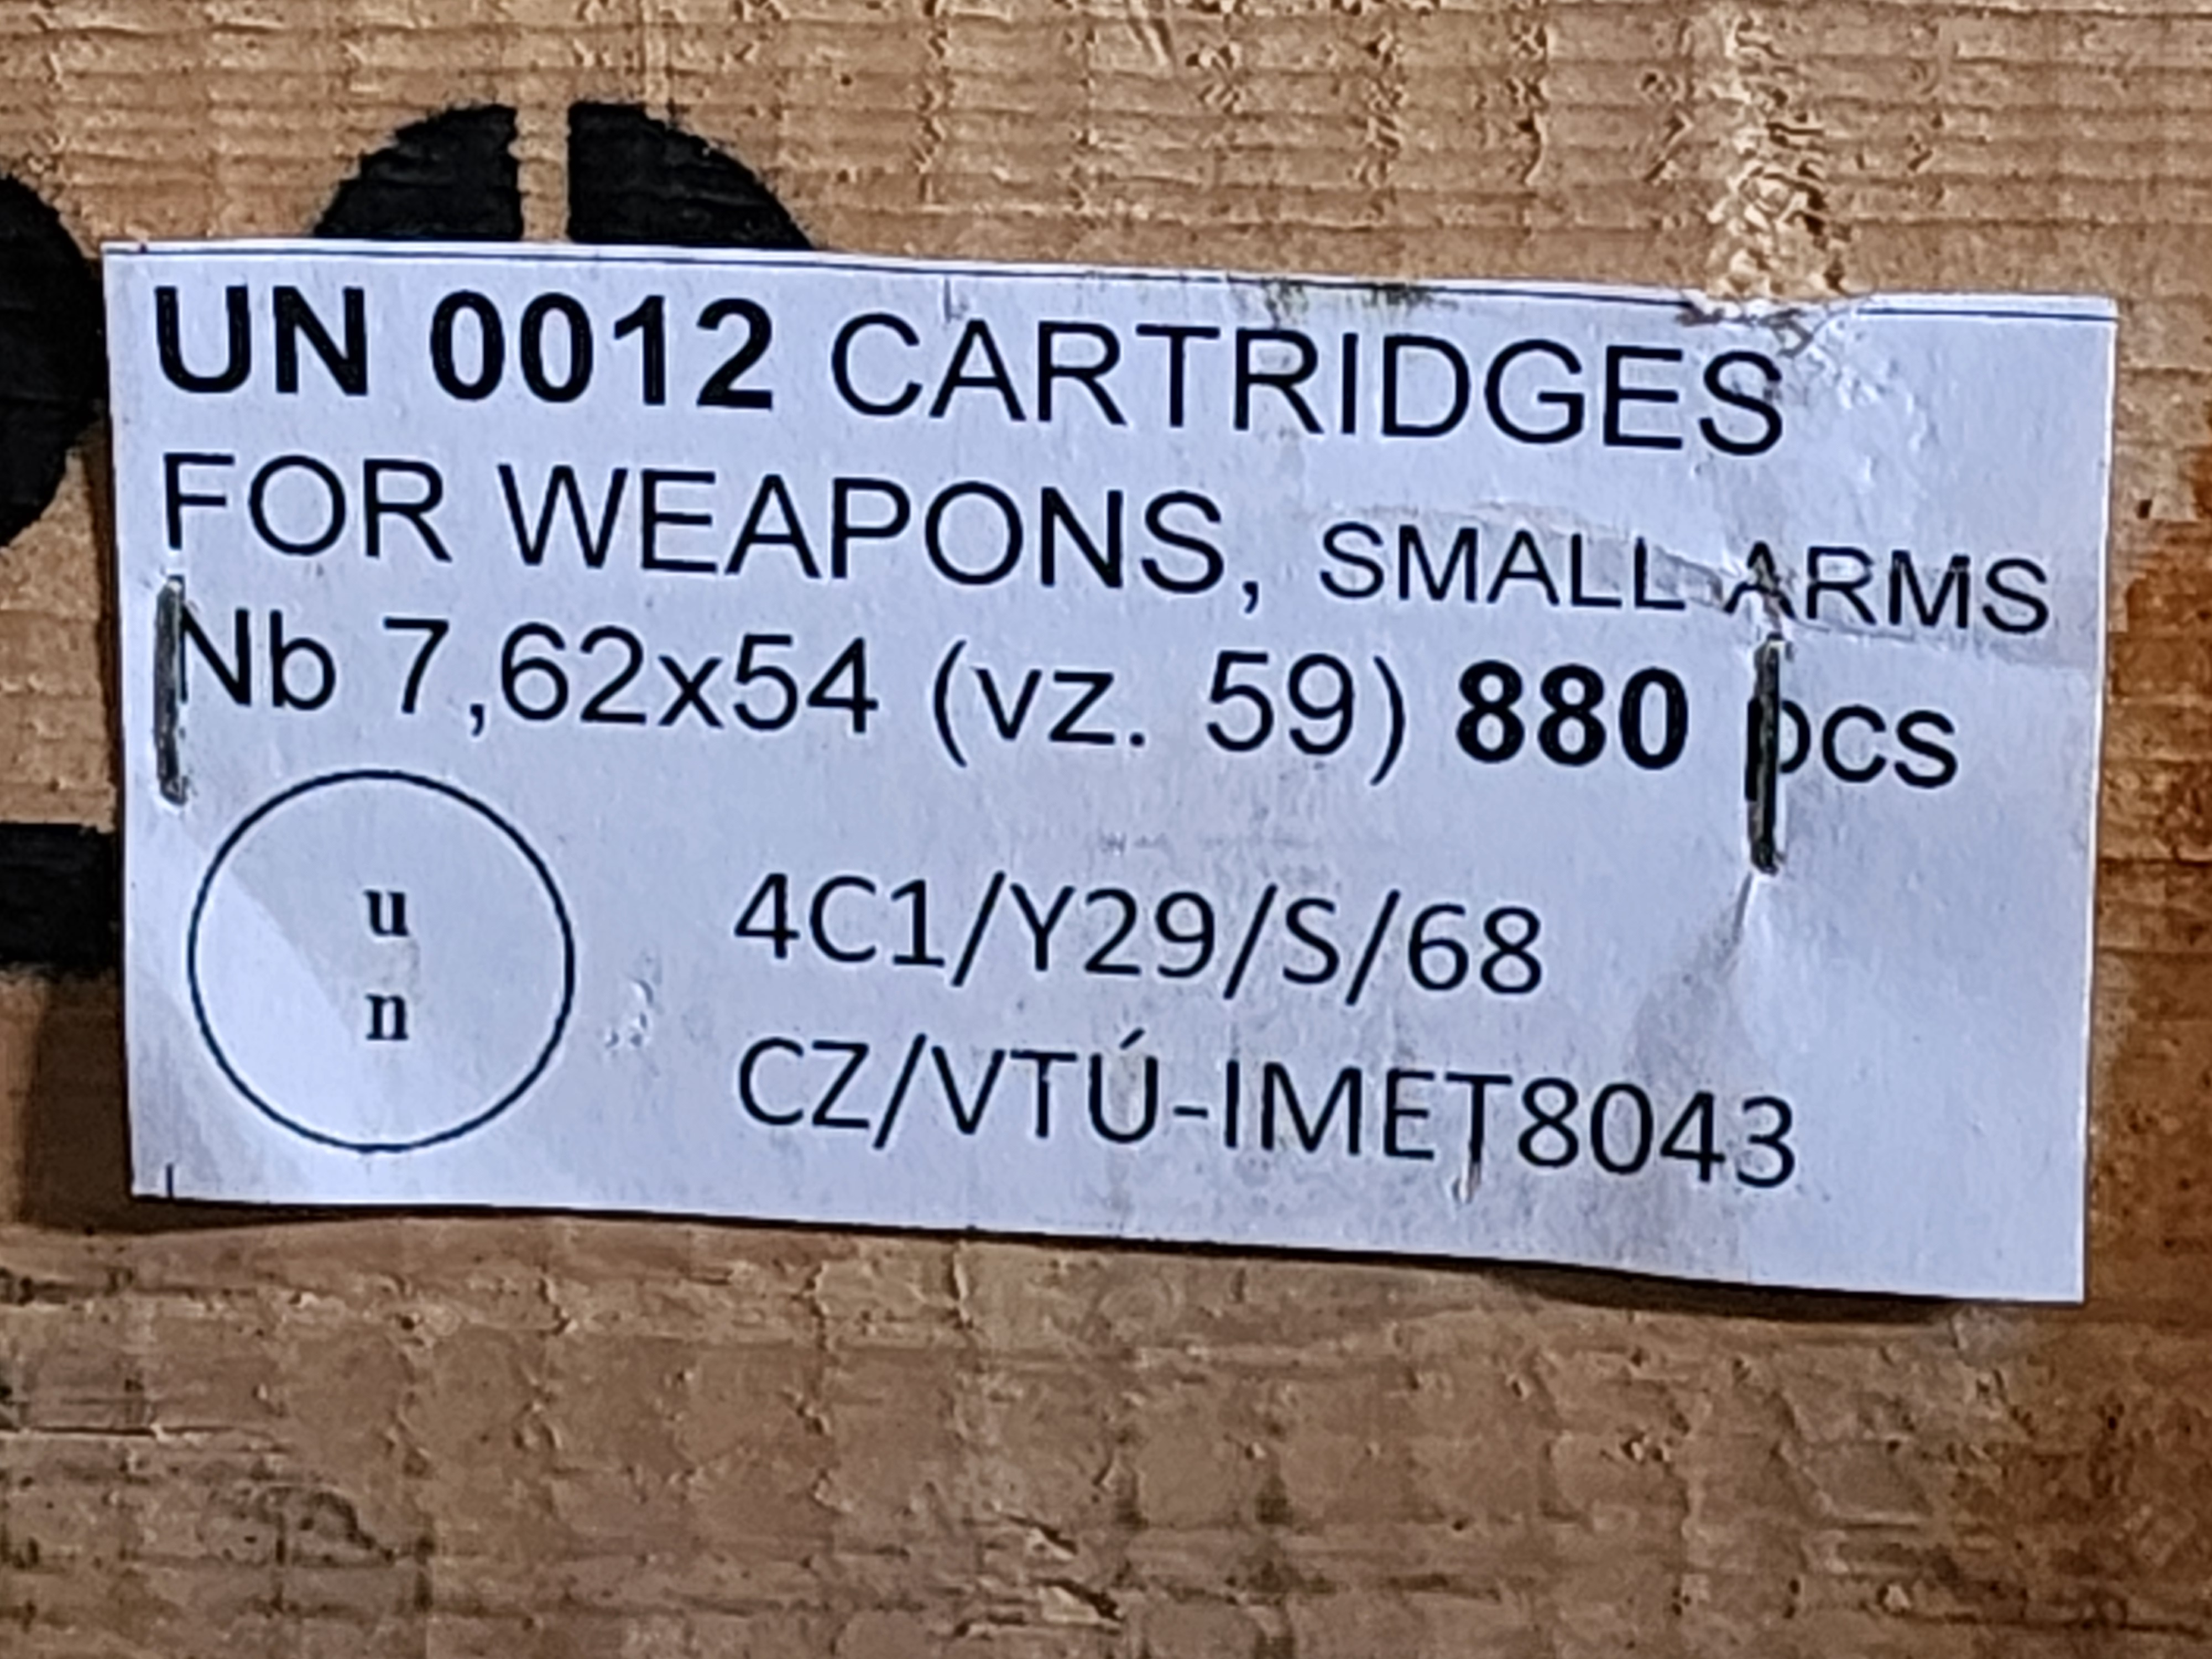 UN 0012 CARTRIDGES
FOR WEAPONS, SMALL ARMS
Nb 7,62x54 (vz. 59) 880 pcs
u
n
4C1/Y29/S/68
CZ/VTÚ-IMET8043